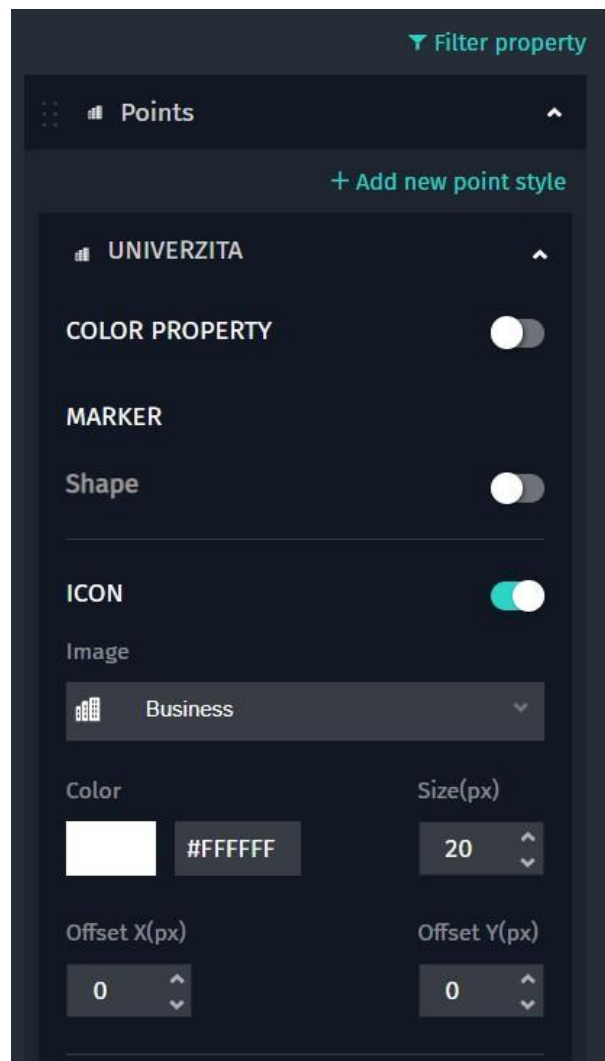 Filter property
Points
+ Add new point style
UNIVERZITA
COLOR PROPERTY
MARKER
Shape
ICON
Image
Business
Color Size(px)
#FFFFFF 20
Offset X(px) Offset Y(px)
0 0